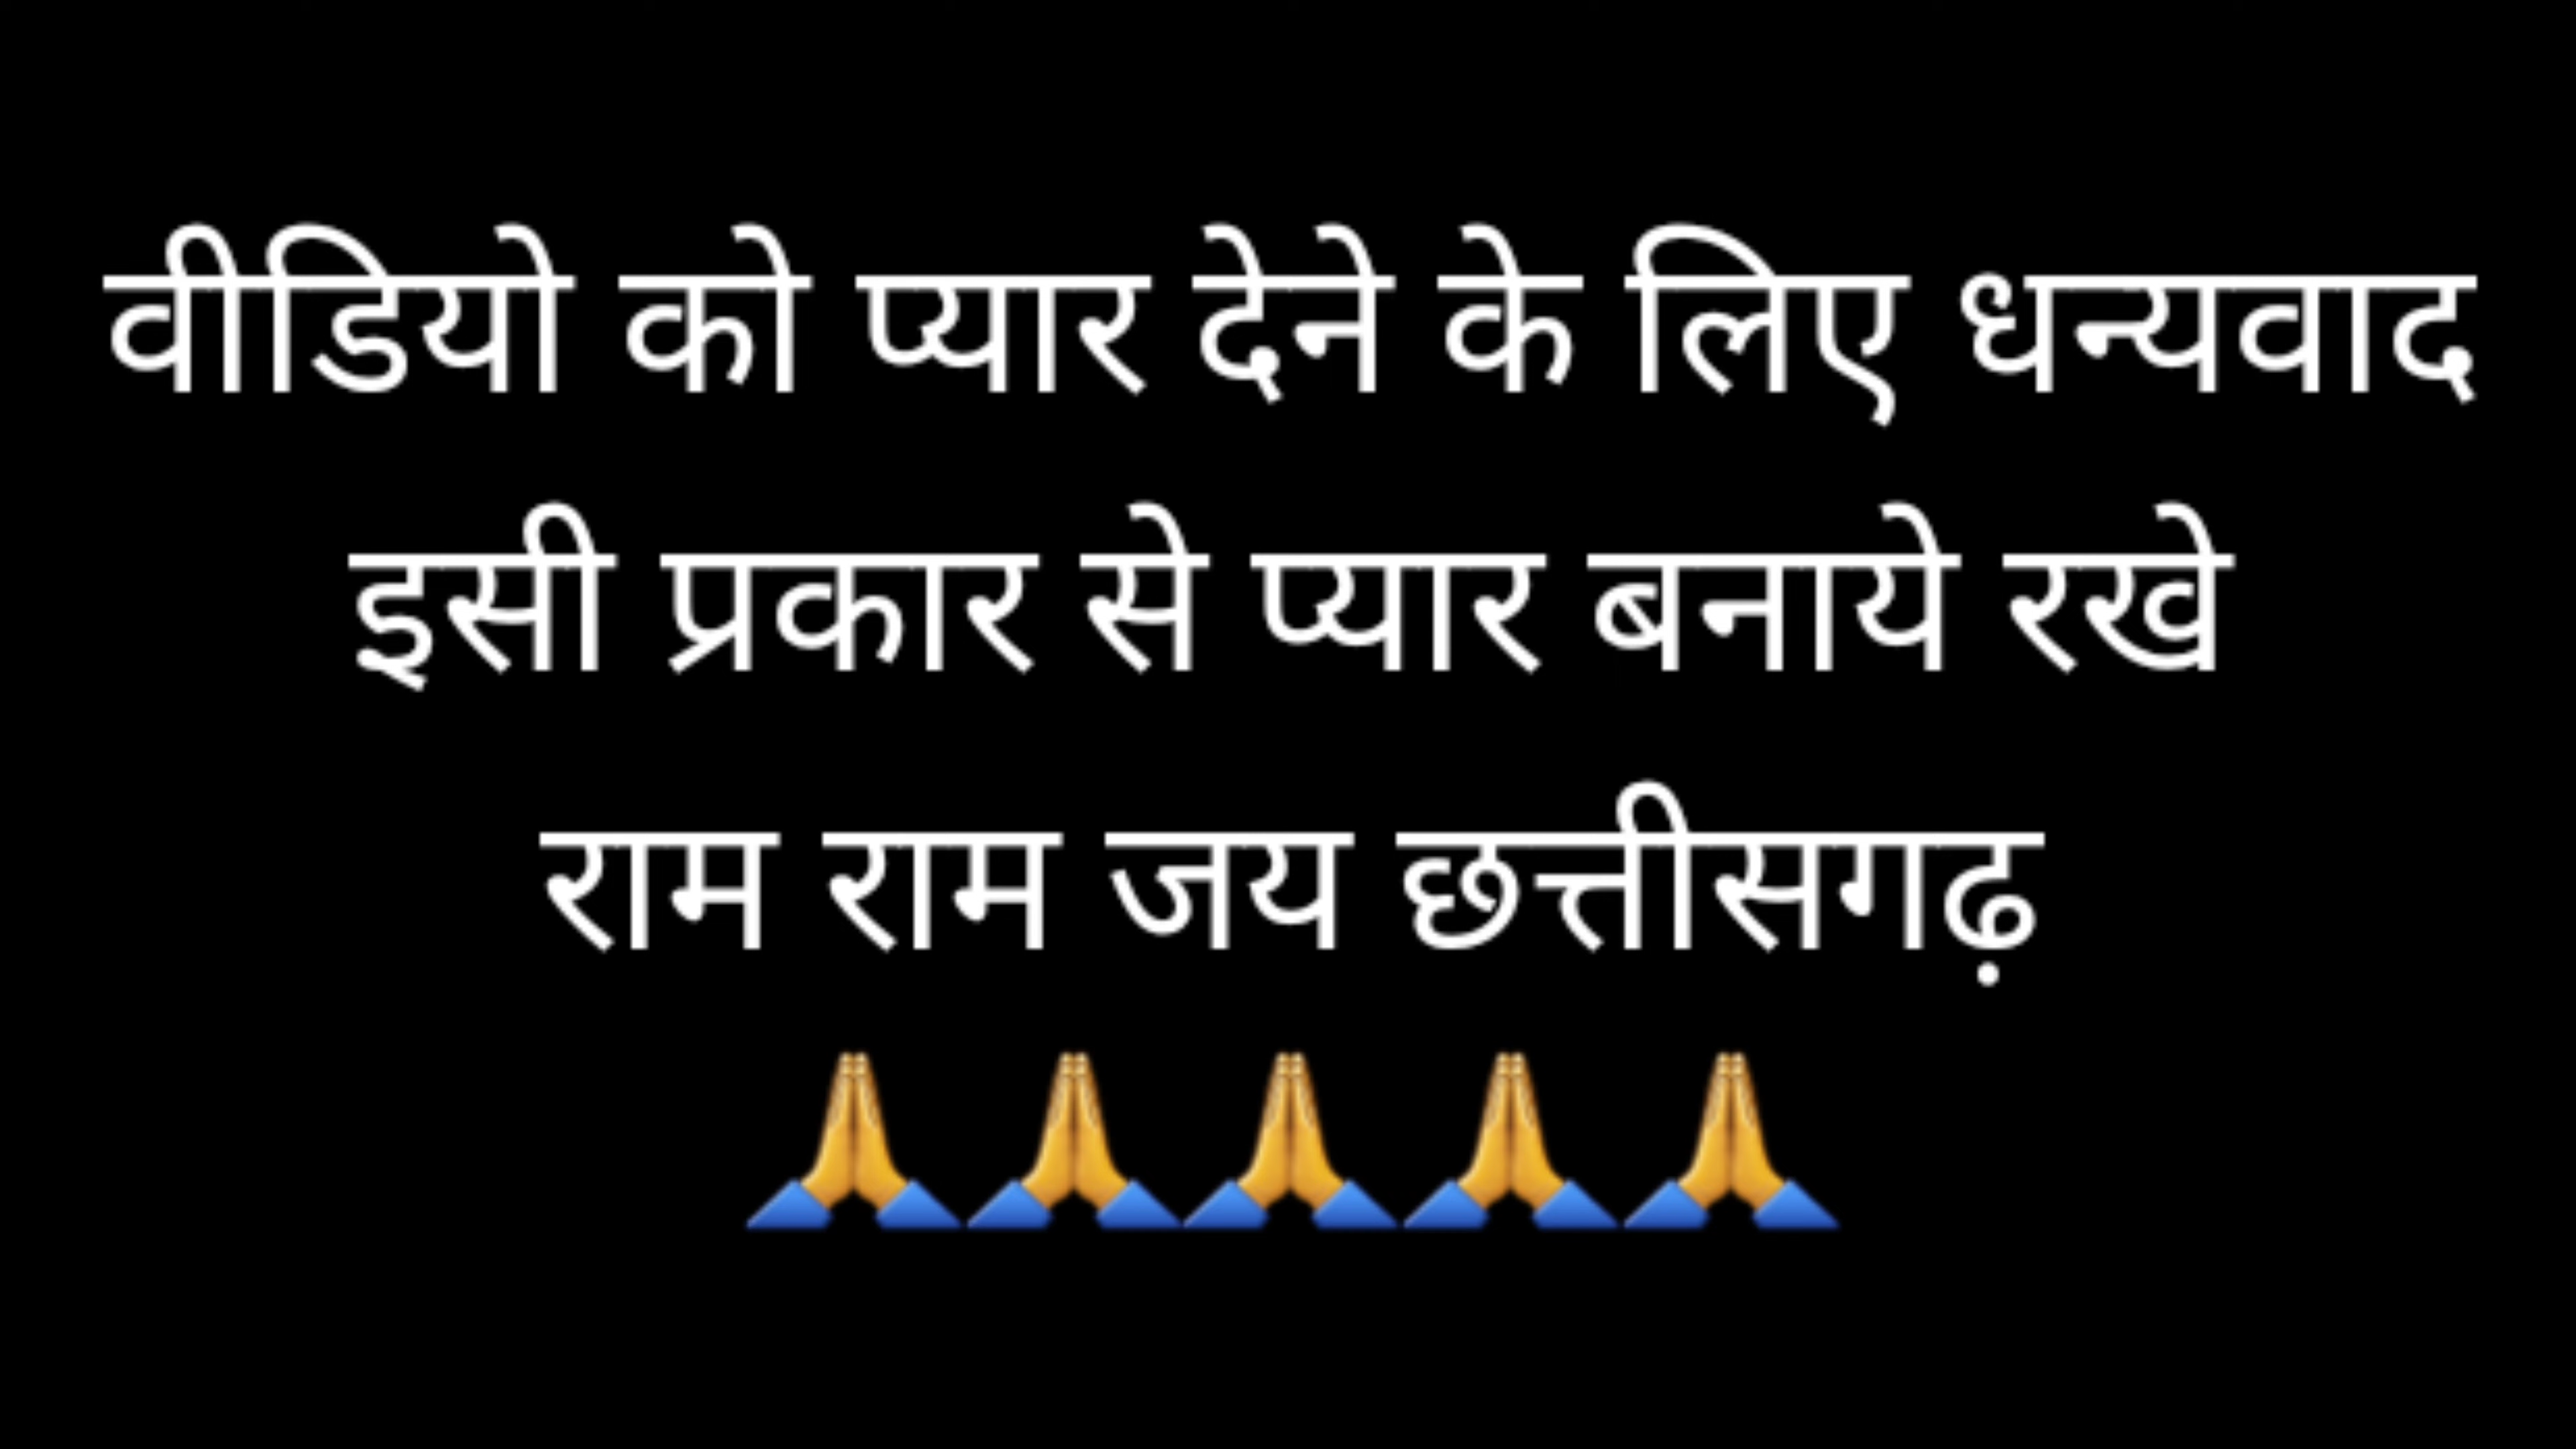 वीडियो को प्यार देने के लिए धन्यवाद
इसी प्रकार से प्यार बनाये रखे
राम राम जय छत्तीसगढ़
🙏🙏🙏🙏🙏